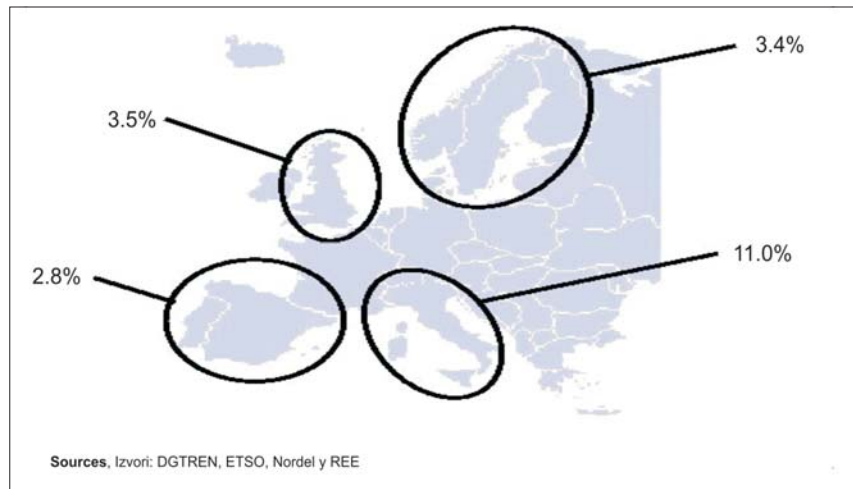 3.4%
3.5%
11.0%
2.8%
Sources, Izvori: DGTREN, ETSO, Nordel y REE